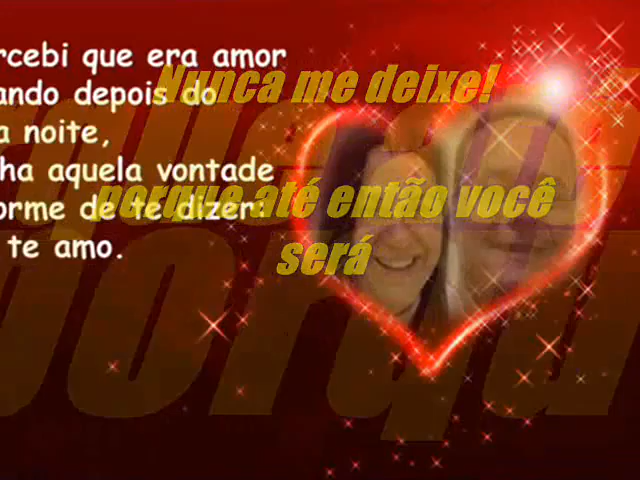 rcebi que era amor
ando depois do
a noite,
ha aquela vontade
orme de te dizer:
te amo.
Nunca me deixe!
porque até então você
será
porqu